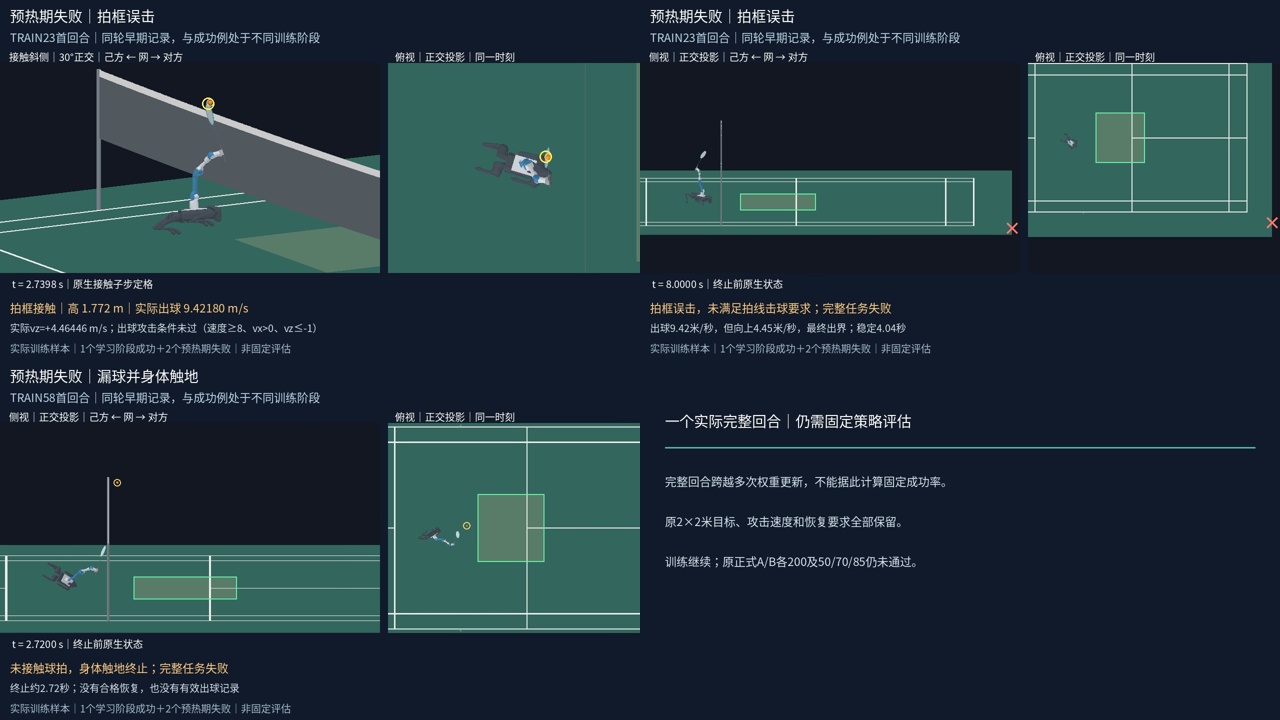 预热期失败｜拍框误击
TRAIN23首回合｜同轮早期记录，与成功例处于不同训练阶段
接触斜侧｜30°正交｜己方 ← 网 → 对方
俯视｜正交投影｜同一时刻
t = 2.7398 s｜原生接触子步定格
拍框接触｜高 1.772 m｜实际出球 9.42180 m/s
实际vz=+4.46446 m/s；出球攻击条件未过（速度≥8、vx>0、vz≤-1）
实际训练样本｜1个学习阶段成功＋2个预热期失败｜非固定评估
预热期失败｜拍框误击
TRAIN23首回合｜同轮早期记录，与成功例处于不同训练阶段
侧视｜正交投影｜己方 ← 网 → 对方
俯视｜正交投影｜同一时刻
t = 8.0000 s｜终止前原生状态
拍框误击，未满足拍线击球要求；完整任务失败
出球9.42米/秒，但向上4.45米/秒，最终出界；稳定4.04秒
实际训练样本｜1个学习阶段成功＋2个预热期失败｜非固定评估
预热期失败｜漏球并身体触地
TRAIN58首回合｜同轮早期记录，与成功例处于不同训练阶段
侧视｜正交投影｜己方 ← 网 → 对方
俯视｜正交投影｜同一时刻
t = 2.7200 s｜终止前原生状态
未接触球拍，身体触地终止；完整任务失败
终止约2.72秒；没有合格恢复，也没有有效出球记录
实际训练样本｜1个学习阶段成功＋2个预热期失败｜非固定评估
一个实际完整回合｜仍需固定策略评估
完整回合跨越多次权重更新，不能据此计算固定成功率。
原2×2米目标、攻击速度和恢复要求全部保留。
训练继续；原正式A/B各200及50/70/85仍未通过。